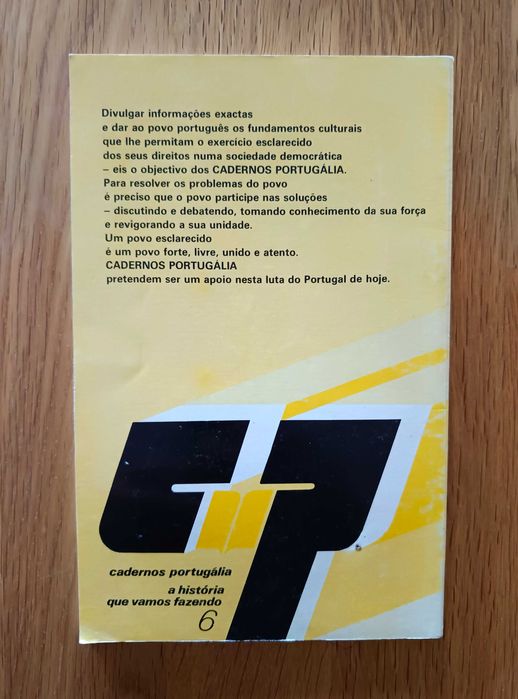 Divulgar informações exactas
e dar ao povo português os fundamentos culturais
que lhe permitam o exercício esclarecido
dos seus direitos numa sociedade democrática
– eis o objectivo dos CADERNOS PORTUGÁLIA.
Para resolver os problemas do povo
é preciso que o povo participe nas soluções
– discutindo e debatendo, tomando conhecimento da sua força
e revigorando a sua unidade.
Um povo esclarecido
é um povo forte, livre, unido e atento.
CADERNOS PORTUGÁLIA
pretendem ser um apoio nesta luta do Portugal de hoje.
CP
cadernos portugália
a história
que vamos fazendo
6